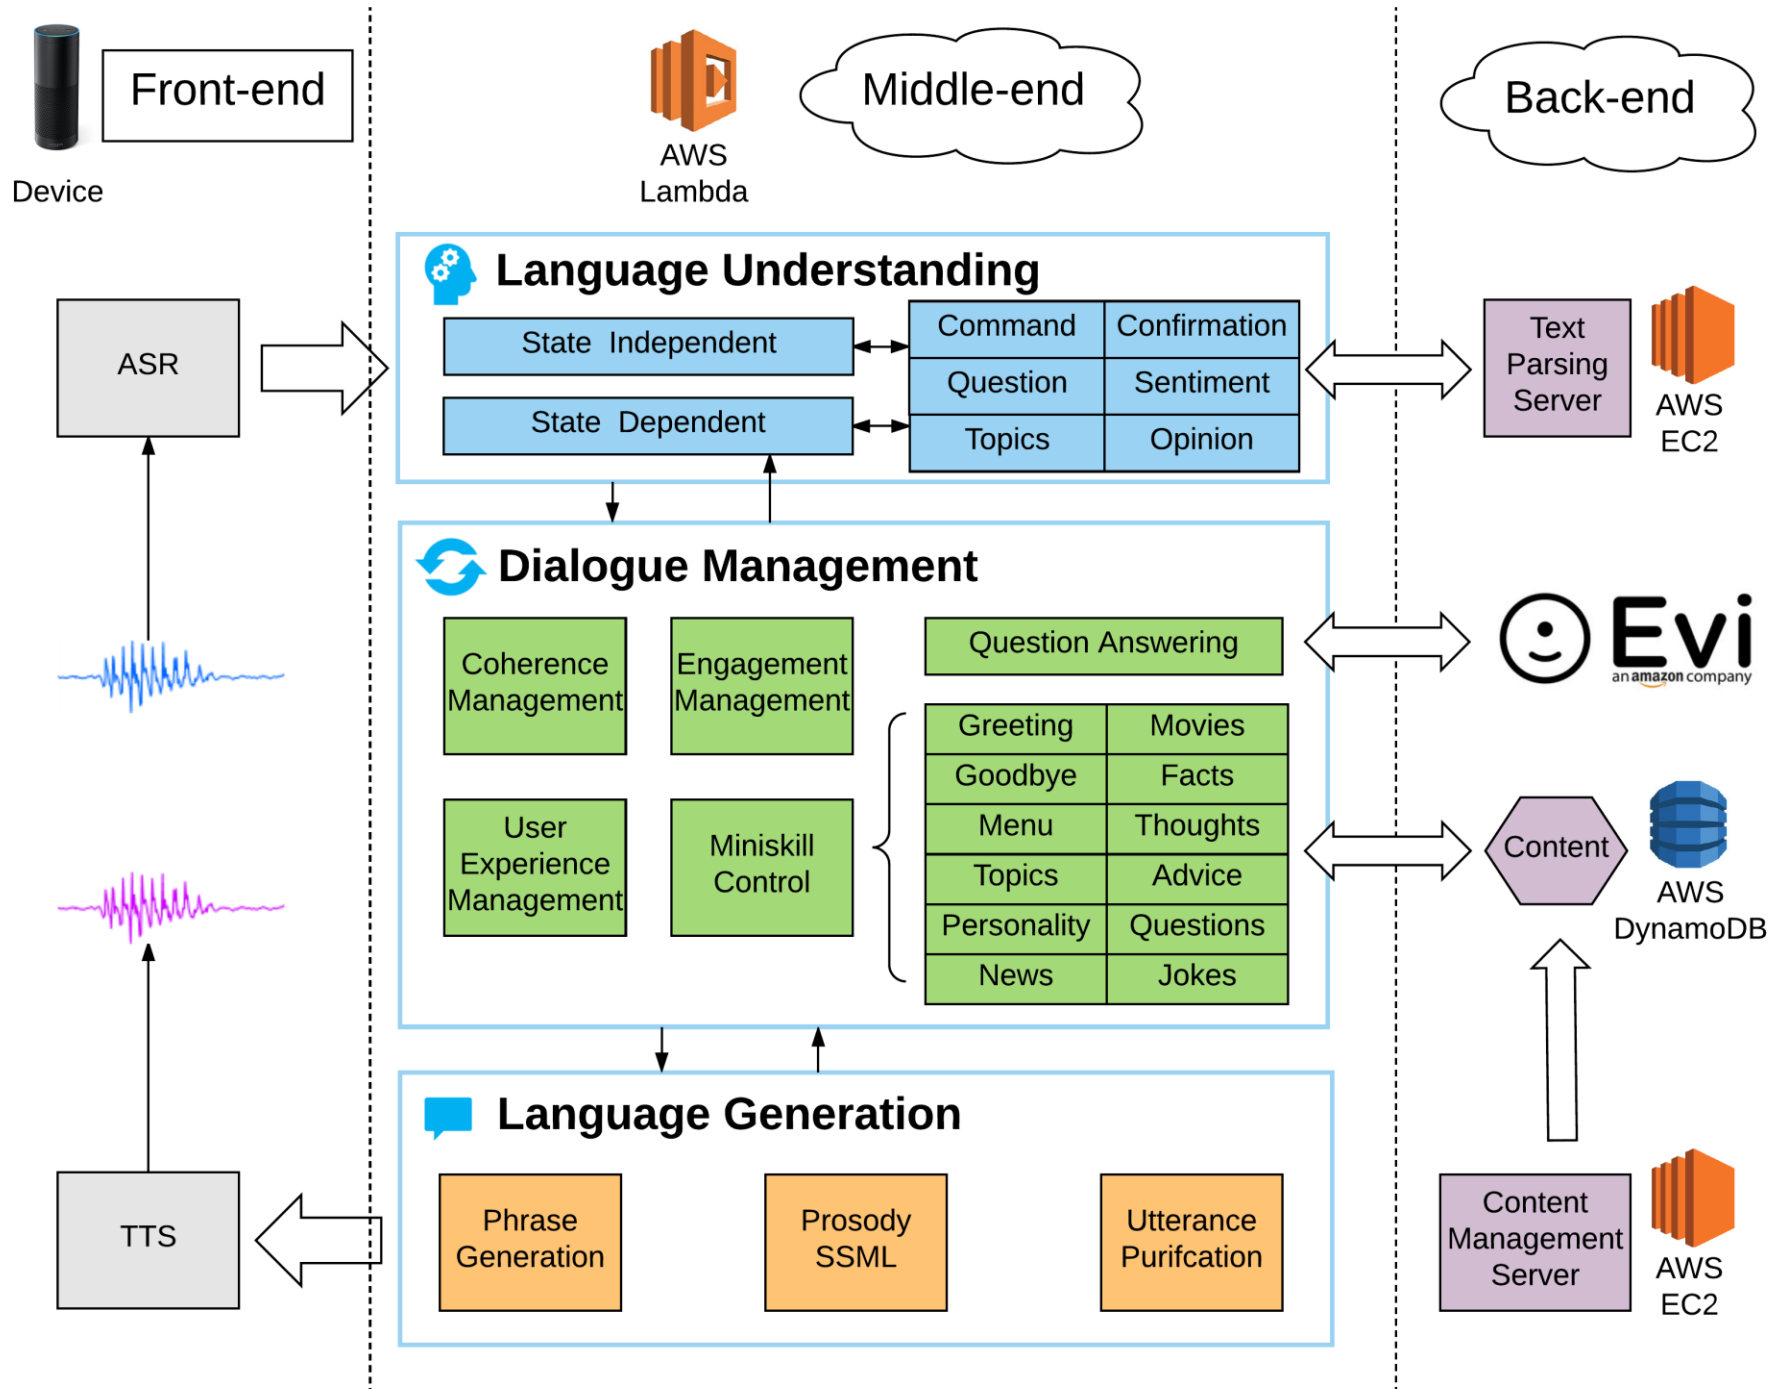 Front-end
Device
AWS
Lambda
Middle-end
Back-end
ASR
Language Understanding
State Independent
State Dependent
Command
Confirmation
Question
Sentiment
Topics
Opinion
Text
Parsing
Server
AWS
EC2
Dialogue Management
Coherence
Management
Engagement
Management
User
Experience
Management
Miniskill
Control
Question Answering
Greeting
Movies
Goodbye
Facts
Menu
Thoughts
Topics
Advice
Personality
Questions
News
Jokes
Evi
an amazon company
Content
AWS
DynamoDB
TTS
Language Generation
Phrase
Generation
Prosody
SSML
Utterance
Purifcation
Content
Management
Server
AWS
EC2